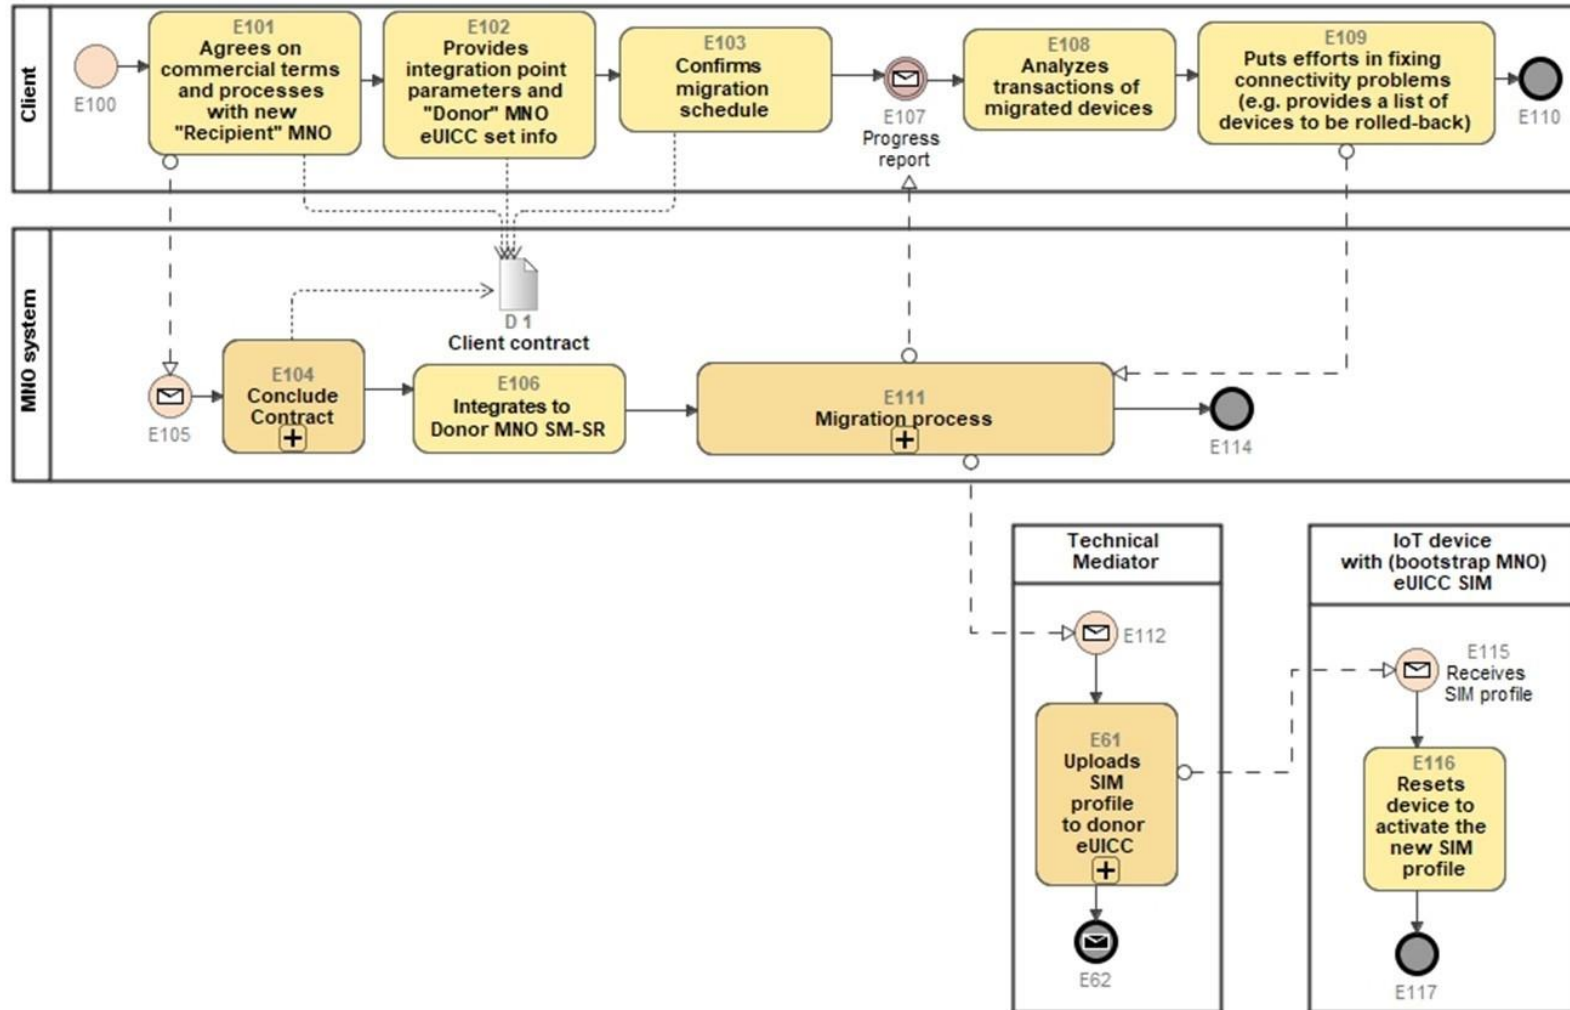 Client
E100
E101
Agrees on
commercial terms
and processes
with new
"Recipient" MNO
E102
Provides
integration point
parameters and
"Donor" MNO
eUICC set info
E103
Confirms
migration
schedule
E107
Progress
report
E108
Analyzes
transactions of
migrated devices
E109
Puts efforts in fixing
connectivity problems
(e.g. provides a list of
devices to be rolled-back)
E110
MNO system
D 1
Client contract
E105
E104
Conclude
Contract
E106
Integrates to
Donor MNO SM-SR
E111
Migration process
E114
Technical
Mediator
E112
E61
Uploads
SIM
profile
to donor
eUICC
E62
IoT device
with (bootstrap MNO)
eUICC SIM
E115
Receives
SIM profile
E116
Resets
device to
activate the
new SIM
profile
E117